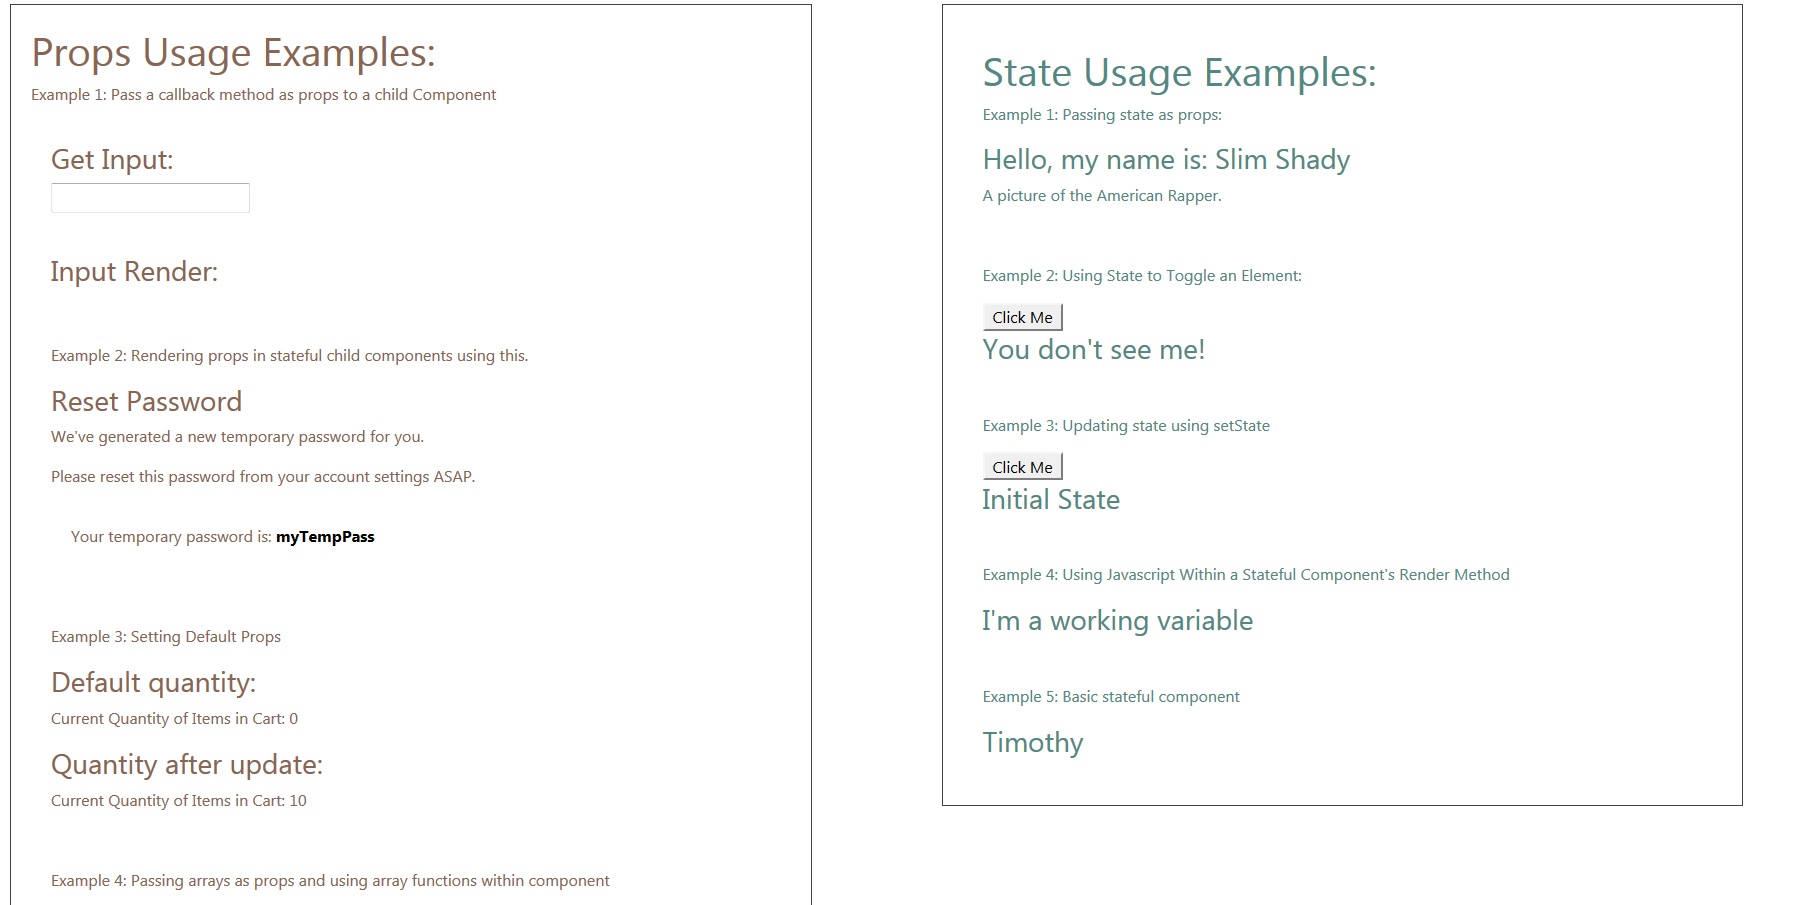 Props Usage Examples:
Example 1: Pass a callback method as props to a child Component
Get Input:
Input Render:
Example 2: Rendering props in stateful child components using this.
Reset Password
We've generated a new temporary password for you.
Please reset this password from your account settings ASAP.
Your temporary password is: myTempPass
Example 3: Setting Default Props
Default quantity:
Current Quantity of Items in Cart: 0
Quantity after update:
Current Quantity of Items in Cart: 10
Example 4: Passing arrays as props and using array functions within component
State Usage Examples:
Example 1: Passing state as props:
Hello, my name is: Slim Shady
A picture of the American Rapper.
Example 2: Using State to Toggle an Element:
Click Me
You don't see me!
Example 3: Updating state using setState
Click Me
Initial State
Example 4: Using Javascript Within a Stateful Component's Render Method
I'm a working variable
Example 5: Basic stateful component
Timothy